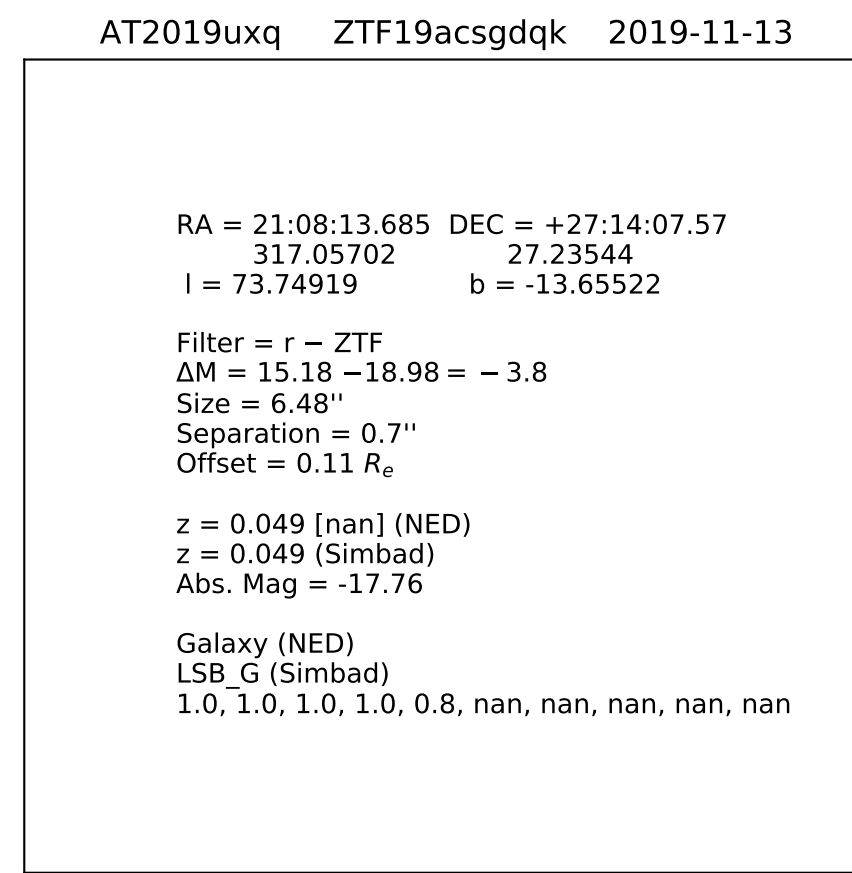 AT2019uxq ZTF19acsgdqk 2019-11-13
RA = 21:08:13.685 DEC = +27:14:07.57
317.05702 27.23544
l = 73.74919 b = -13.65522
Filter = r − ZTF
ΔM = 15.18 −18.98 = − 3.8
Size = 6.48''
Separation = 0.7''
Offset = 0.11 Re
z = 0.049 [nan] (NED)
z = 0.049 (Simbad)
Abs. Mag = -17.76
Galaxy (NED)
LSB_G (Simbad)
1.0, 1.0, 1.0, 1.0, 0.8, nan, nan, nan, nan, nan